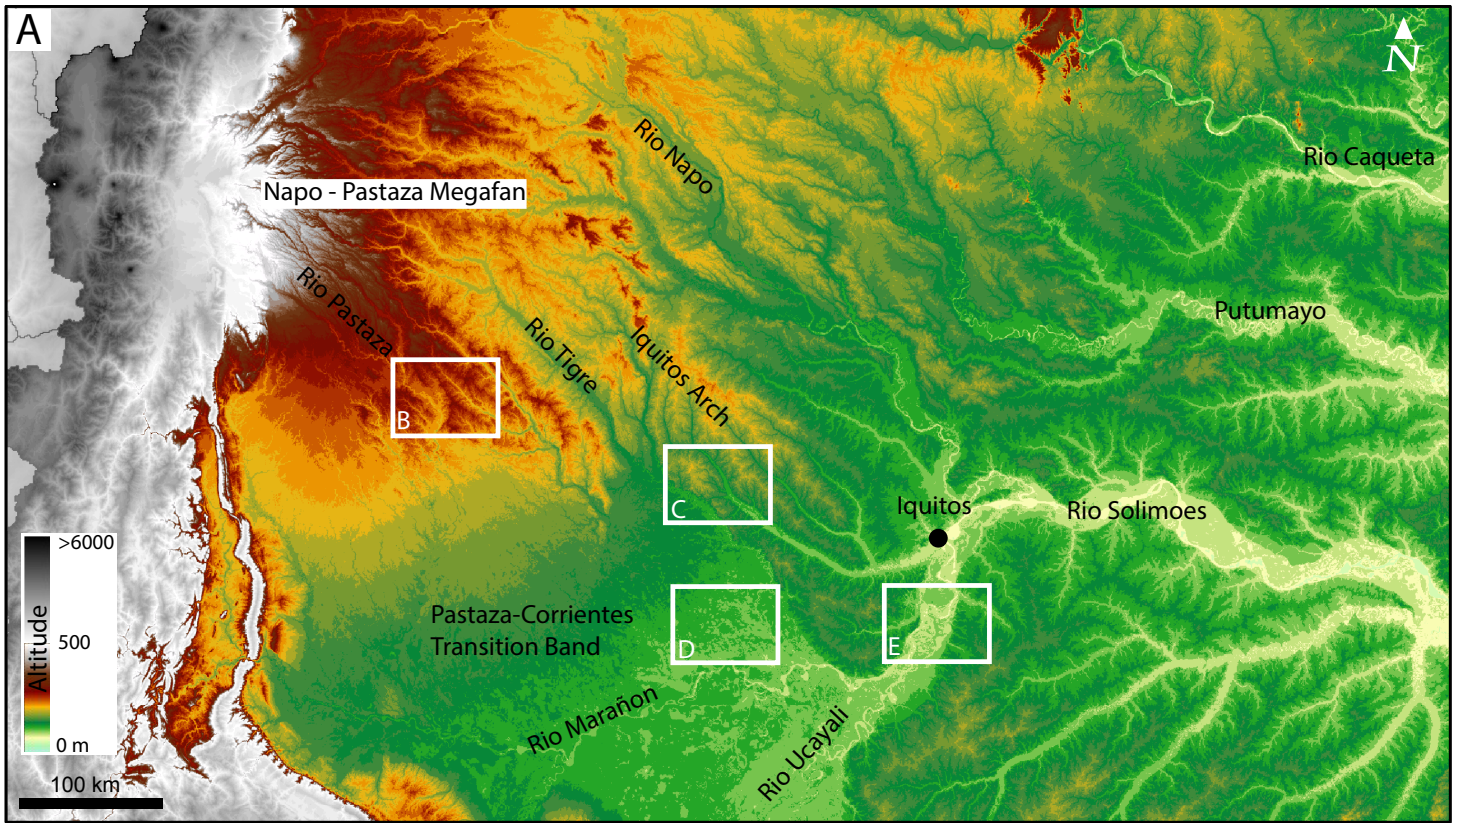 A
N
Rio Napo
Rio Caqueta
Napo - Pastaza Megafan
Rio Pastaza
Putumayo
Rio Tigre
Iquitos Arch
B
C
Iquitos
Rio Solimoes
>6000
500
0 m
Altitude
100 km
Pastaza-Corrientes
Transition Band
D
E
Rio Marañon
Rio Ucayali